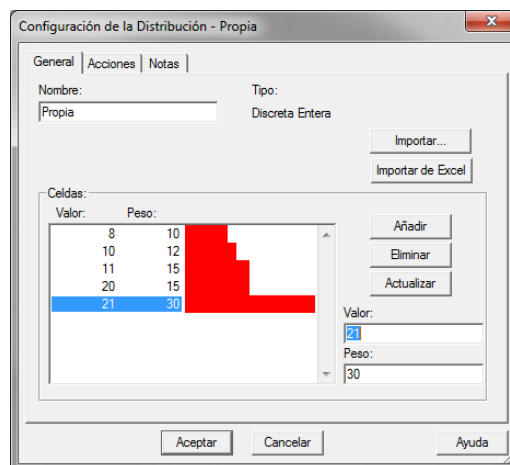 Configuración de la Distribución - Propia
General Acciones Notas
Nombre: Tipo:
Propia Discreta Entera
Importar...
Importar de Excel
Celdas:
Valor: Peso:
8 10
10 12
11 15
20 15
21 30
Añadir
Eliminar
Actualizar
Valor:
21
Peso:
30
Aceptar Cancelar Ayuda